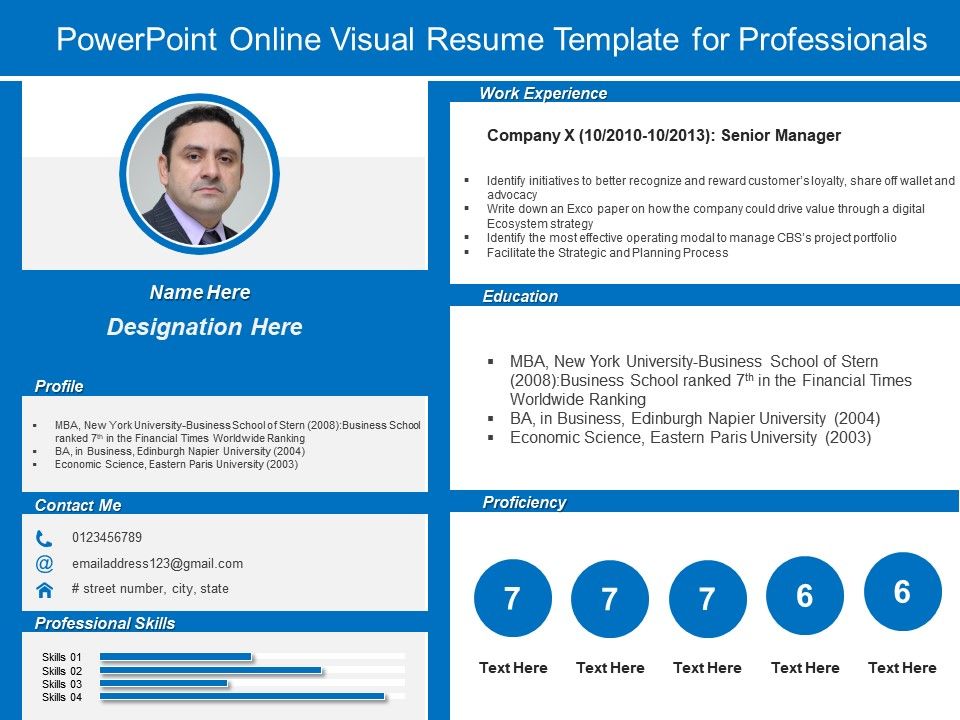 PowerPoint Online Visual Resume Template for Professionals
Name Here
Designation Here
Profile
▪ MBA, New York University-Business School of Stern (2008):Business School
ranked 7th in the Financial Times Worldwide Ranking
▪ BA, in Business, Edinburgh Napier University (2004)
▪ Economic Science, Eastern Paris University (2003)
Contact Me
0123456789
@ emailaddress123@gmail.com
# street number, city, state
Professional Skills
Skills 01
Skills 02
Skills 03
Skills 04
Work Experience
Company X (10/2010-10/2013): Senior Manager
▪ Identify initiatives to better recognize and reward customer's loyalty, share off wallet and
advocacy
▪ Write down an Exco paper on how the company could drive value through a digital
Ecosystem strategy
▪ Identify the most effective operating modal to manage CBS's project portfolio
▪ Facilitate the Strategic and Planning Process
Education
▪ MBA, New York University-Business School of Stern
(2008):Business School ranked 7th in the Financial Times
Worldwide Ranking
▪ BA, in Business, Edinburgh Napier University (2004)
▪ Economic Science, Eastern Paris University (2003)
Proficiency
7 7 7 6 6
Text Here Text Here Text Here Text Here Text Here